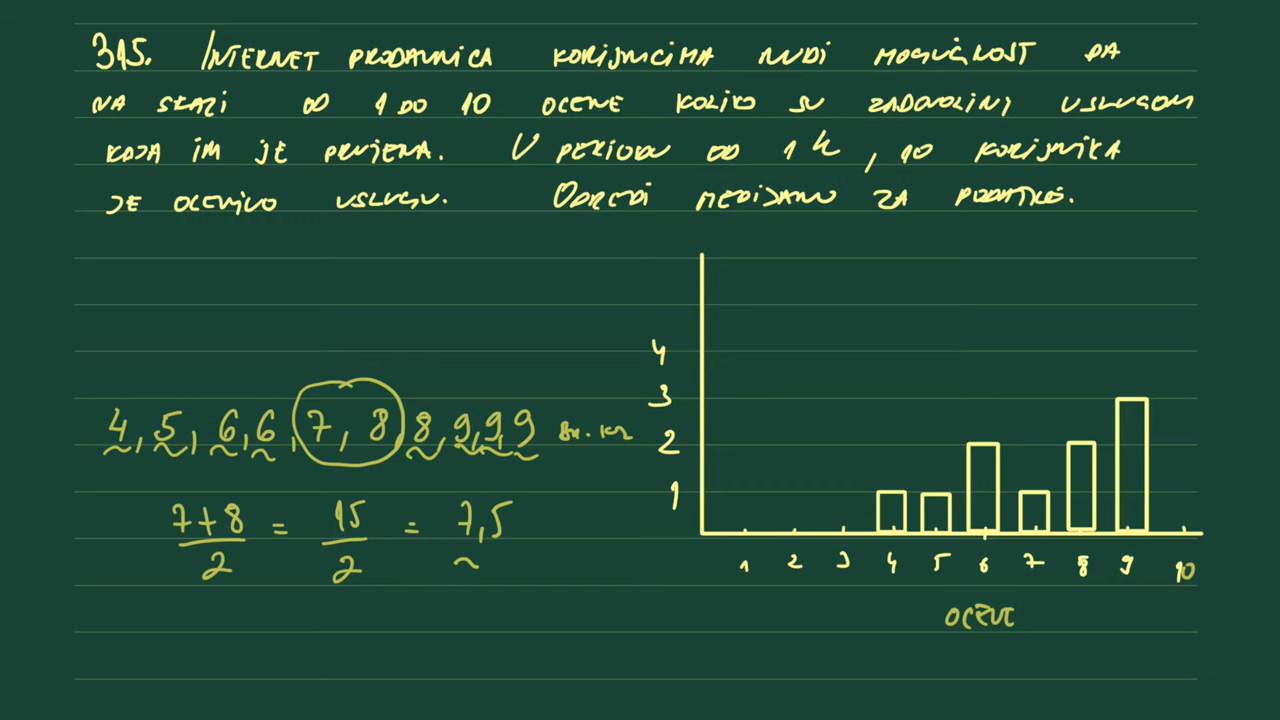 315. INTERNET PRODAVNICA KORISNICIMA NUDI MOGUĆNOST DA
NA SKALI OD 1 DO 10 OCENE KOLIKO SU ZADOVOLJNI USLUGOM
KOJA IM JE PRUŽENA. U PERIODU OD 1 h, 10 KORISNIKA
JE OCENILO USLUGU. ODREDI MEDIJANU ZA PODATKE.
4, 5, 6, 6, 7, 8, 8, 9, 9, 9
7+8/2 = 15/2 = 7,5
4
3
2
1
1 2 3 4 5 6 7 8 9 10
OCENE